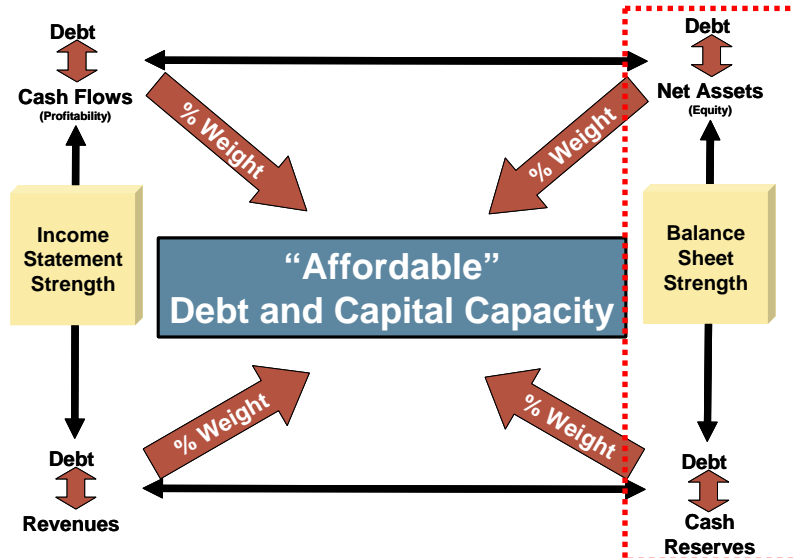 Debt
Debt
Cash Flows
(Profitability)
Net Assets
(Equity)
% Weight
% Weight
Income
Statement
Strength
"Affordable"
Debt and Capital Capacity
Balance
Sheet
Strength
% Weight
% Weight
Debt
Debt
Revenues
Cash
Reserves